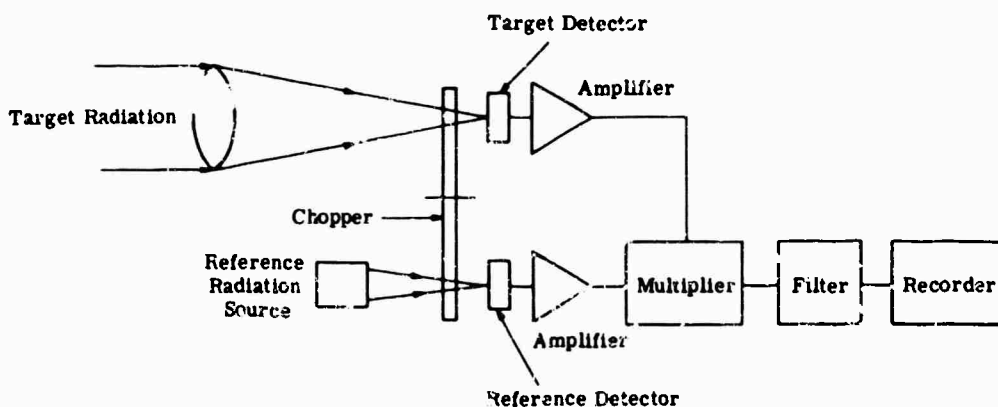 Target Detector
Amplifier
Target Radiation
Chopper
Reference
Radiation
Source
Multiplier
Filter
Recorder
Amplifier
Reference Detector